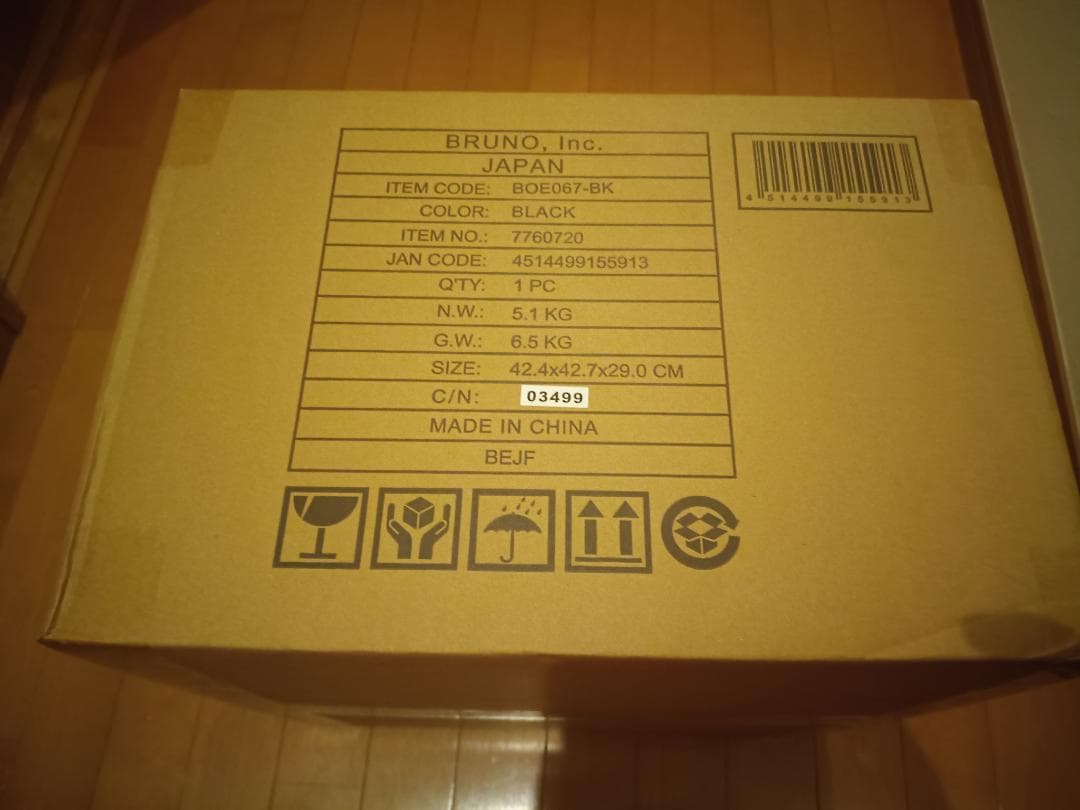 BRUNO, Inc.
JAPAN
ITEM CODE: BOE067-BK
COLOR: BLACK
ITEM NO.: 7760720
JAN CODE: 4514499155913
Q'TY: 1 PC
N.W.: 5.1 KG
G.W.: 6.5 KG
SIZE: 42.4x42.7x29.0 CM
C/N: 03499
MADE IN CHINA
BEJF
4 514499 155913